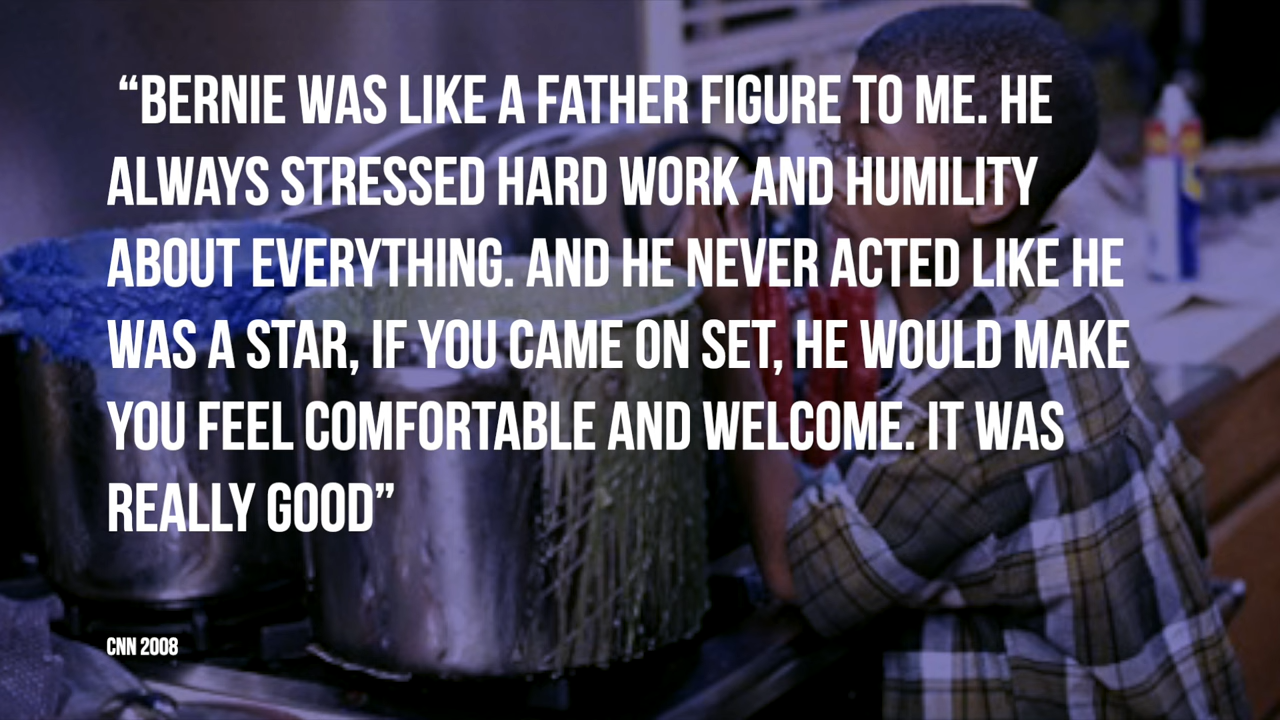 “BERNIE WAS LIKE A FATHER FIGURE TO ME. HE
ALWAYS STRESSED HARD WORK AND HUMILITY
ABOUT EVERYTHING. AND HE NEVER ACTED LIKE HE
WAS A STAR, IF YOU CAME ON SET, HE WOULD MAKE
YOU FEEL COMFORTABLE AND WELCOME. IT WAS
REALLY GOOD”
CNN 2008